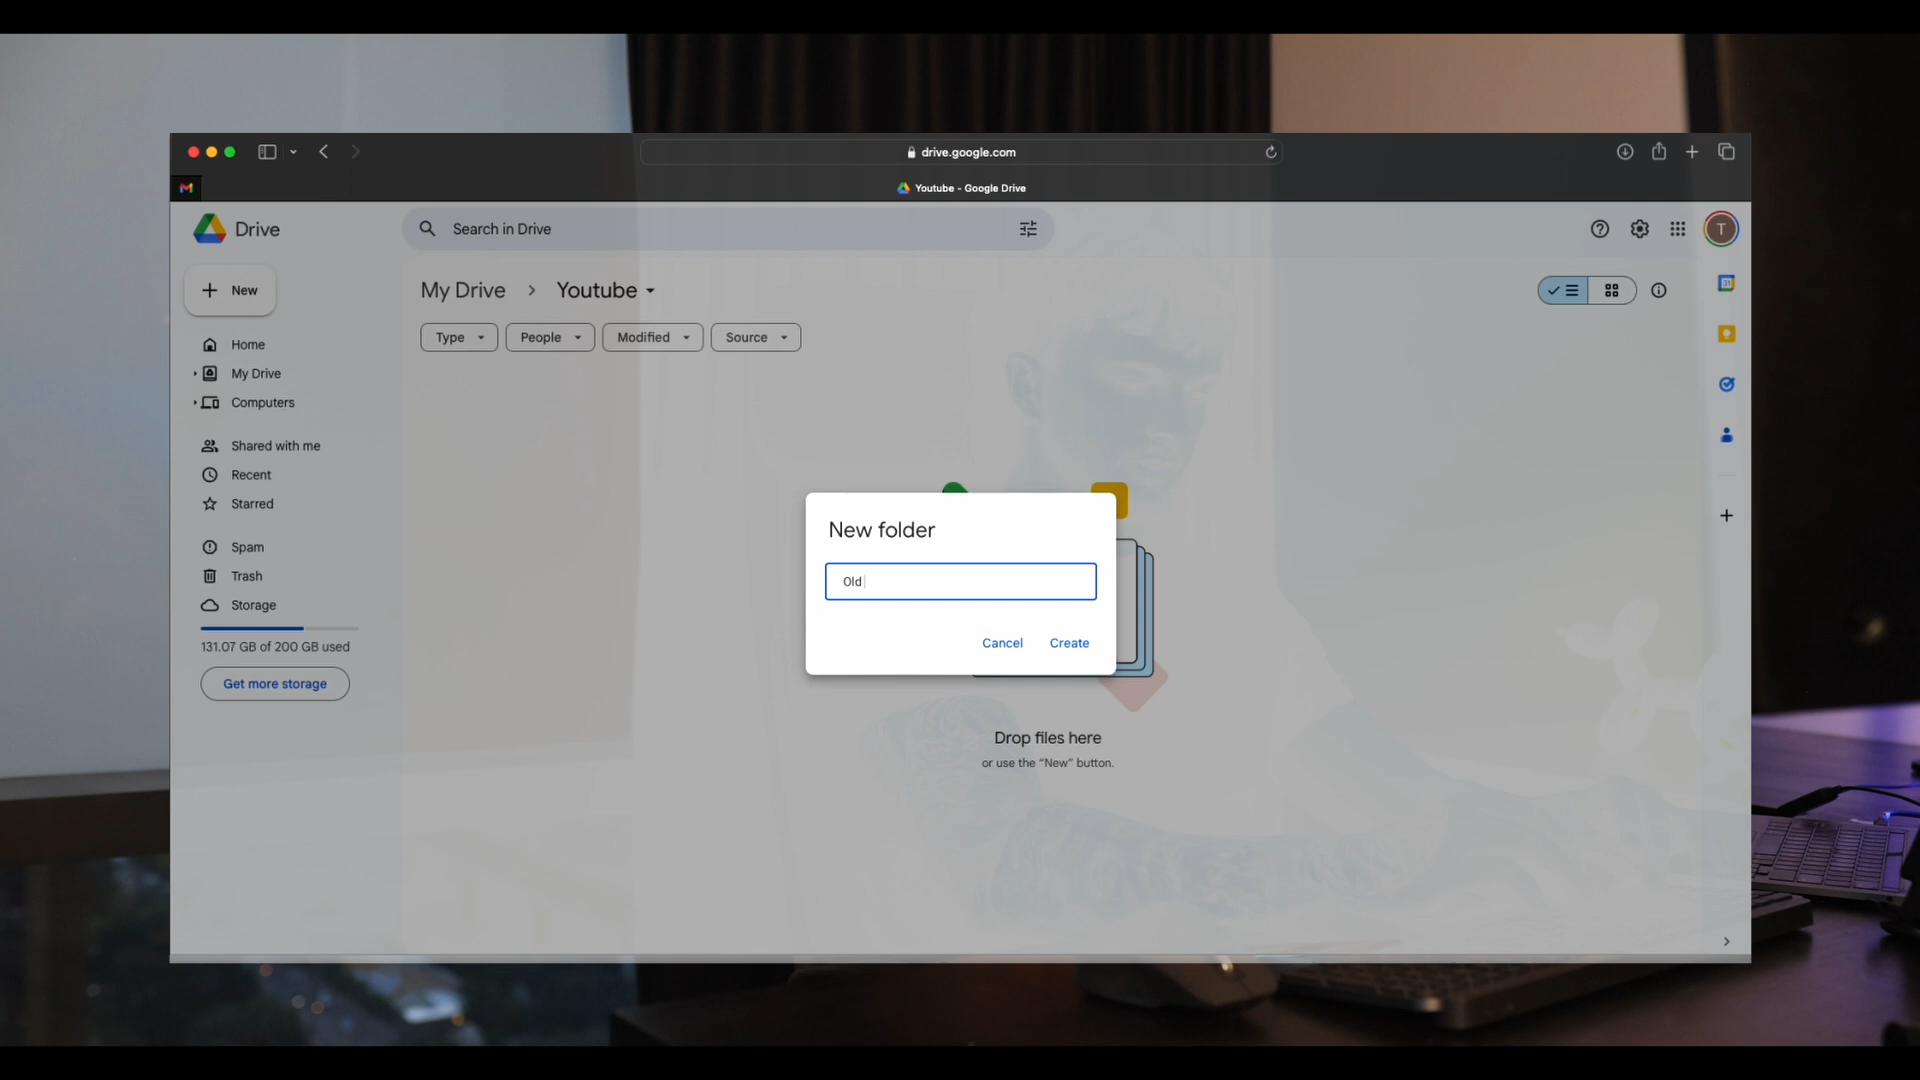 drive.google.com
Youtube - Google Drive
Drive
Search in Drive
T
New
My Drive > Youtube
31
Type
People
Modified
Source
Home
My Drive
Computers
Shared with me
Recent
Starred
Spam
Trash
Storage
131.07 GB of 200 GB used
Get more storage
New folder
Old
Cancel
Create
Drop files here
or use the “New” button.